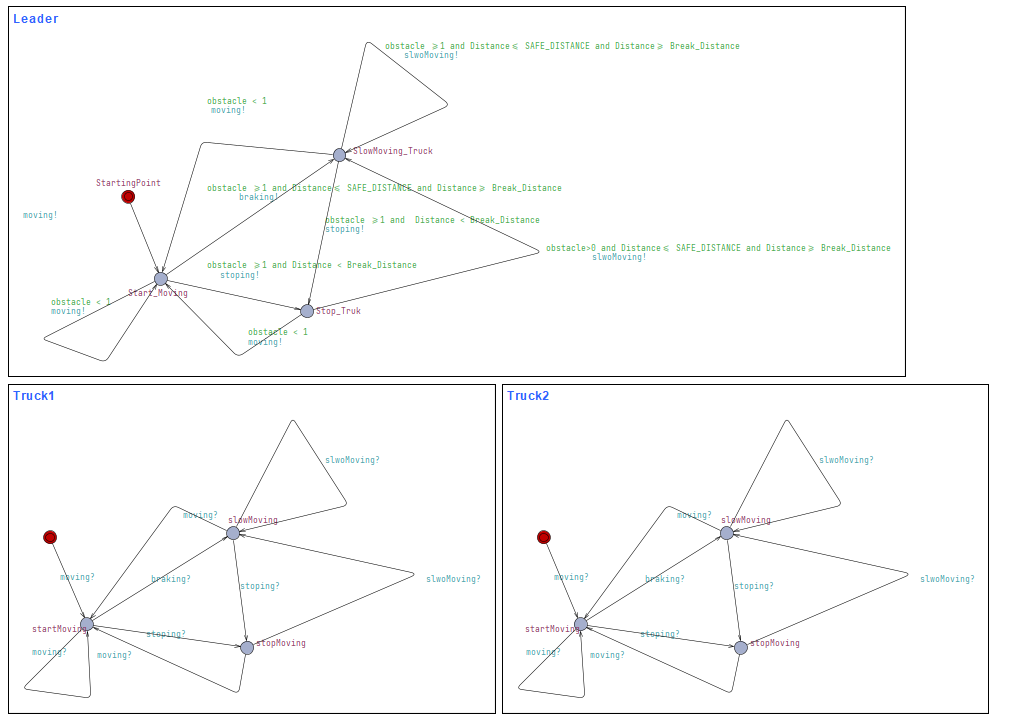 Leader
obstacle ≥1 and Distance≤ SAFE_DISTANCE and Distance≥ Break_Distance
slwoMoving!
obstacle < 1
moving!
SlowMoving_Truck
StartingPoint
obstacle ≥1 and Distance≤ SAFE_DISTANCE and Distance≥ Break_Distance
braking!
moving!
obstacle ≥1 and Distance < Break_Distance
stoping!
obstacle>0 and Distance≤ SAFE_DISTANCE and Distance≥ Break_Distance
slwoMoving!
obstacle ≥1 and Distance < Break_Distance
stoping!
Start_Moving
obstacle < 1
moving!
Stop_Truk
obstacle < 1
moving!
Truck1
slwoMoving?
moving?
slowMoving
moving?
braking?
slwoMoving?
stoping?
startMoving
stoping?
stopMoving
moving?
moving?
Truck2
slwoMoving?
moving?
slowMoving
moving?
braking?
slwoMoving?
stoping?
startMoving
stoping?
stopMoving
moving?
moving?